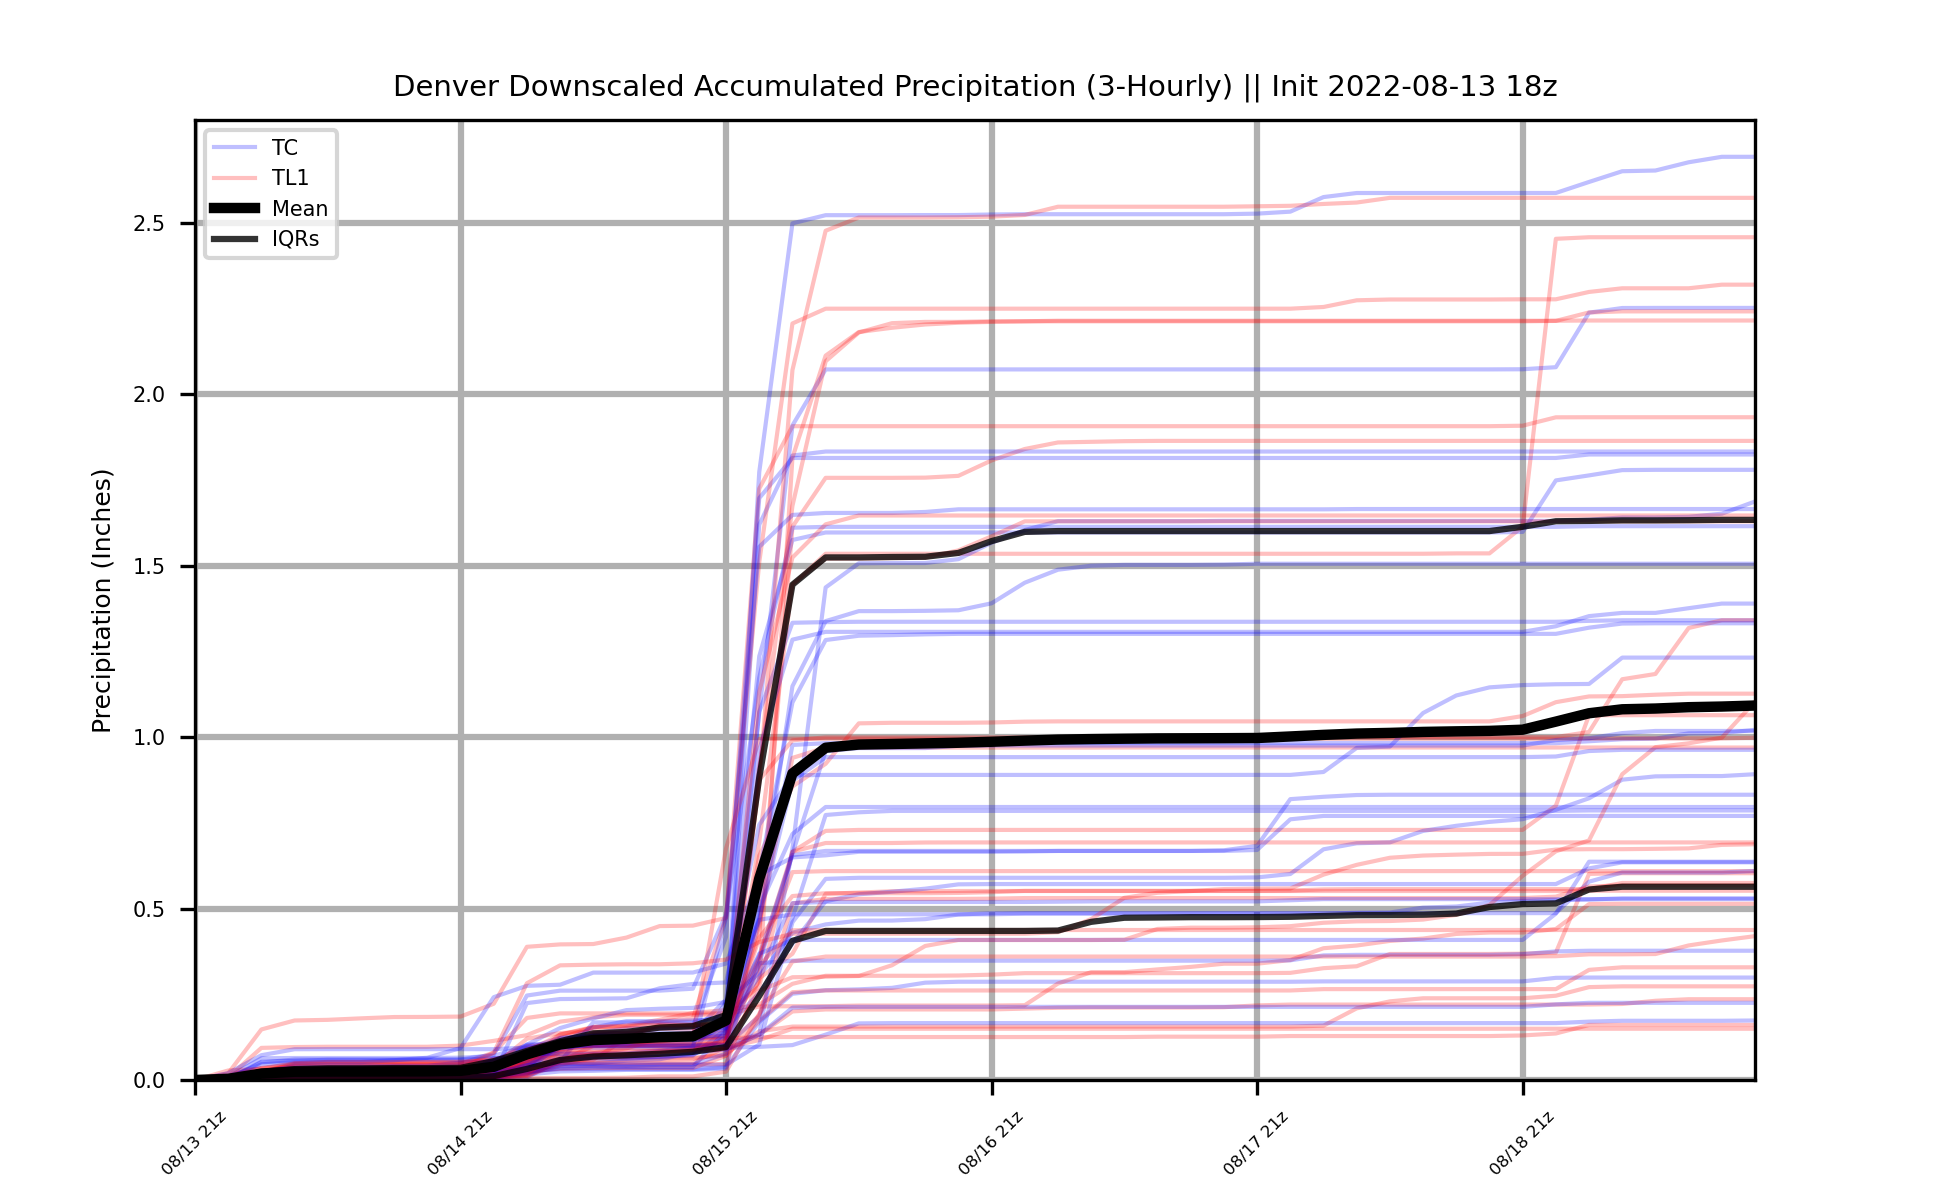 Denver Downscaled Accumulated Precipitation (3-Hourly) || Init 2022-08-13 18z
TC
TL1
Mean
IQRs
Precipitation (Inches)
2.5
2.0
1.5
1.0
0.5
0.0
08/13 21z
08/14 21z
08/15 21z
08/16 21z
08/17 21z
08/18 21z